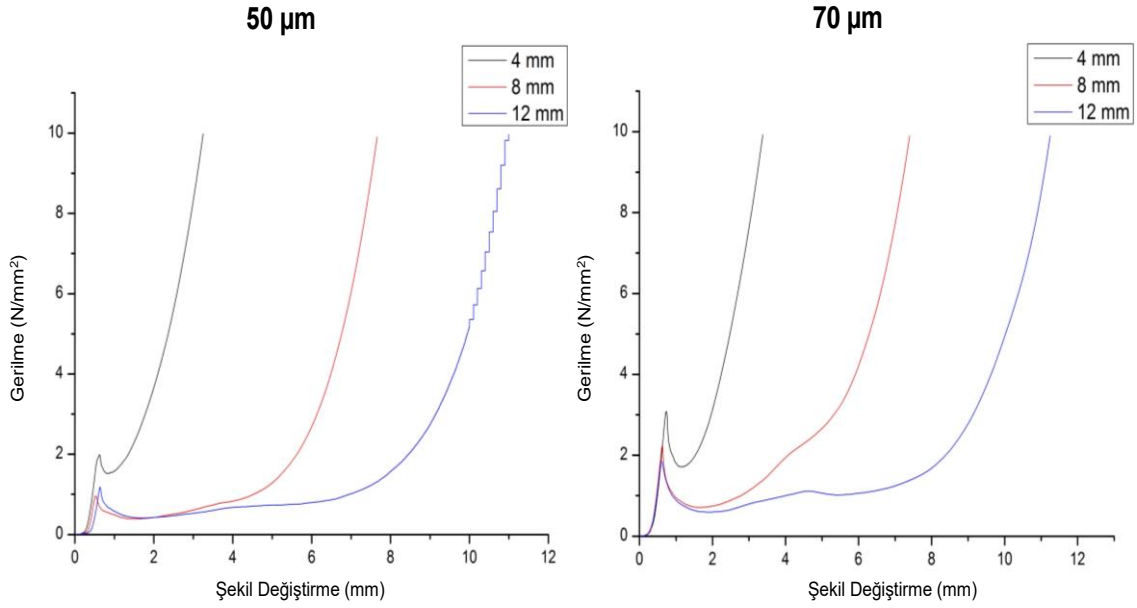 50 µm
4 mm
8 mm
12 mm
10
8
6
4
2
0
0 2 4 6 8 10 12
Gerilme (N/mm²)
Şekil Değiştirme (mm)
70 µm
4 mm
8 mm
12 mm
10
8
6
4
2
0
0 2 4 6 8 10 12
Gerilme (N/mm²)
Şekil Değiştirme (mm)